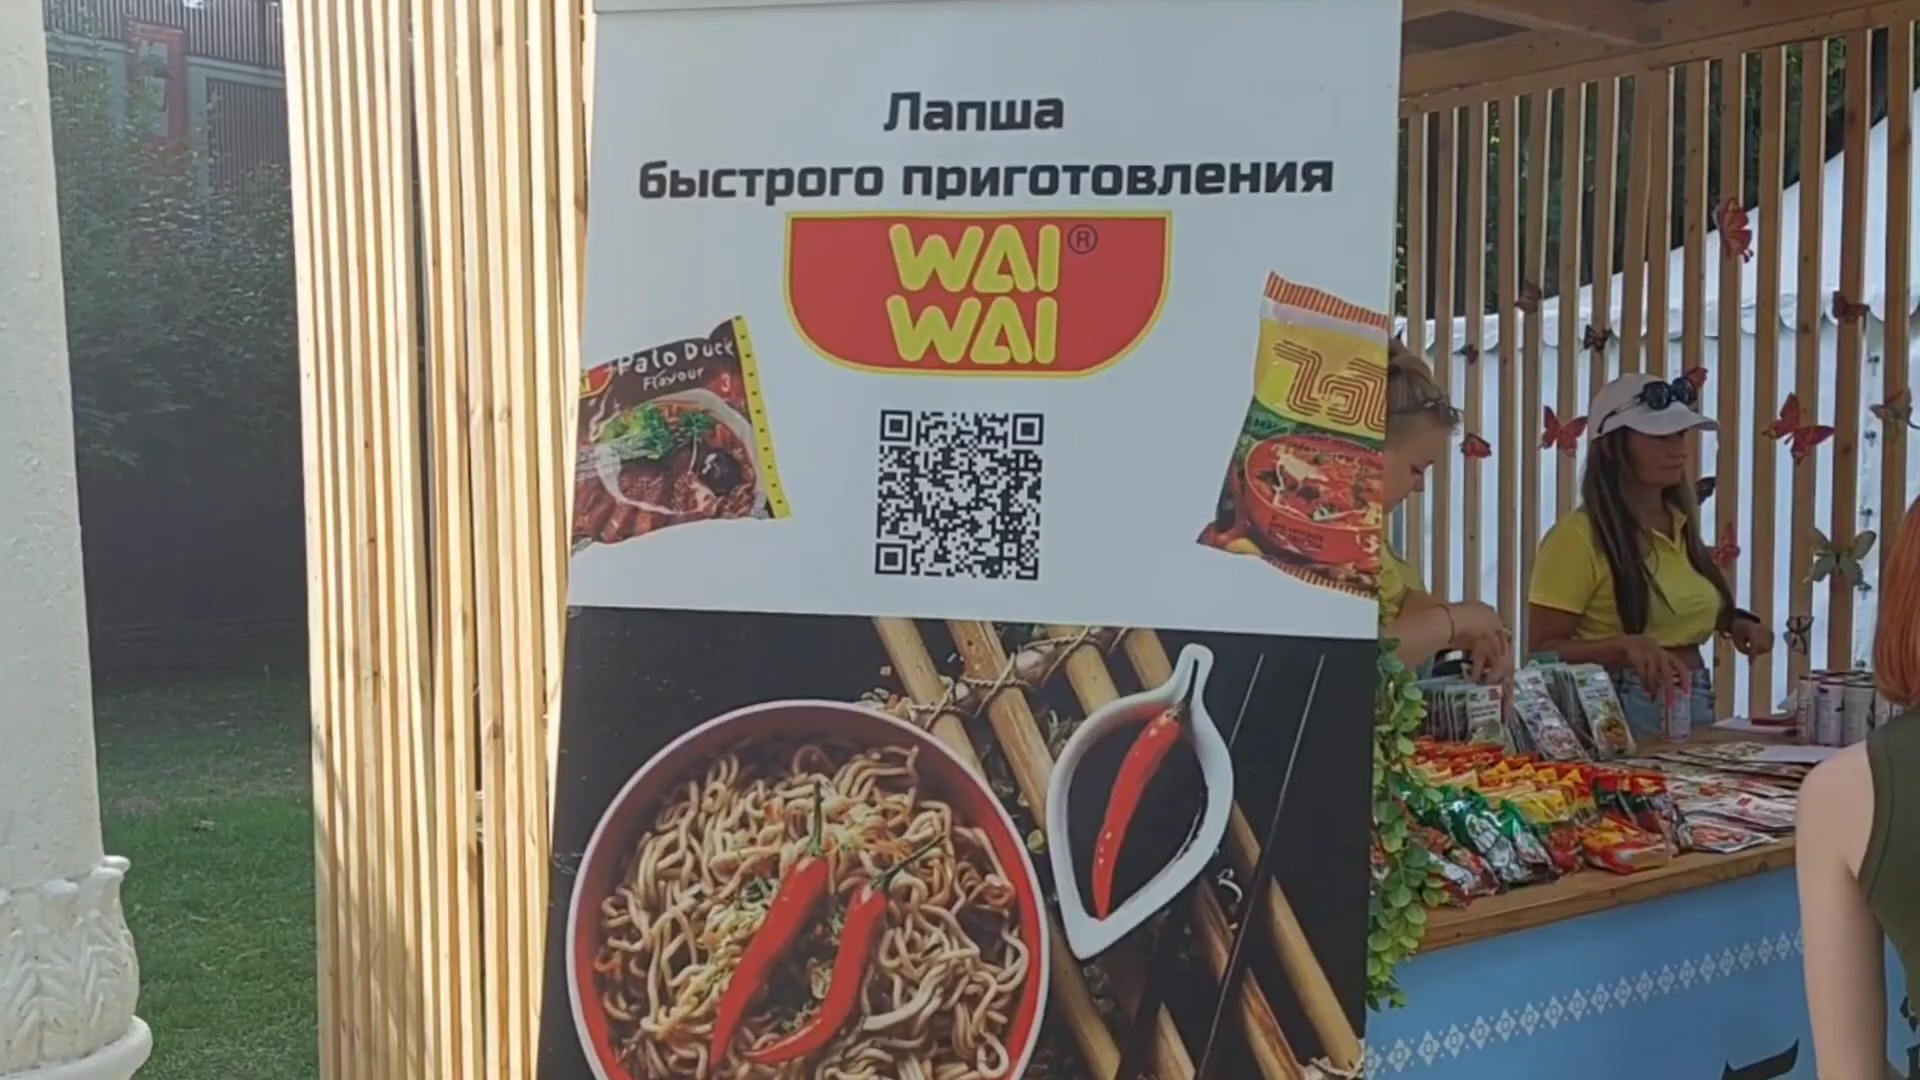 Лапша
быстрого приготовления
WAI®
WAI
Palo Duck
Flavour